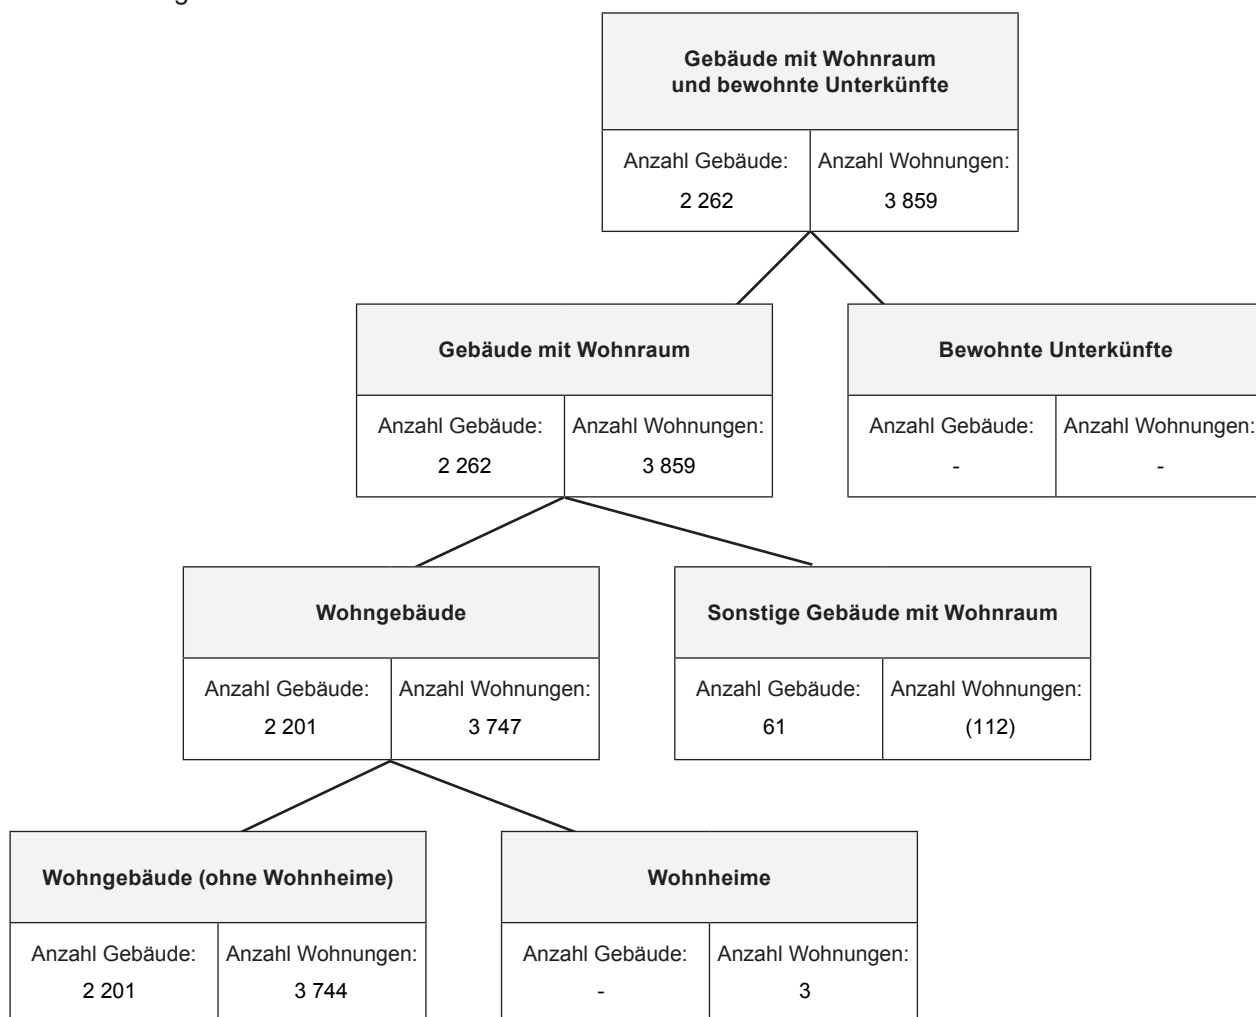 Gebäude mit Wohnraum
und bewohnte Unterkünfte
Anzahl Gebäude: Anzahl Wohnungen:
2 262 3 859
Gebäude mit Wohnraum Bewohnte Unterkünfte
Anzahl Gebäude: Anzahl Wohnungen: Anzahl Gebäude: Anzahl Wohnungen:
2 262 3 859 - -
Wohngebäude Sonstige Gebäude mit Wohnraum
Anzahl Gebäude: Anzahl Wohnungen: Anzahl Gebäude: Anzahl Wohnungen:
2 201 3 747 61 (112)
Wohngebäude (ohne Wohnheime) Wohnheime
Anzahl Gebäude: Anzahl Wohnungen: Anzahl Gebäude: Anzahl Wohnungen:
2 201 3 744 - 3